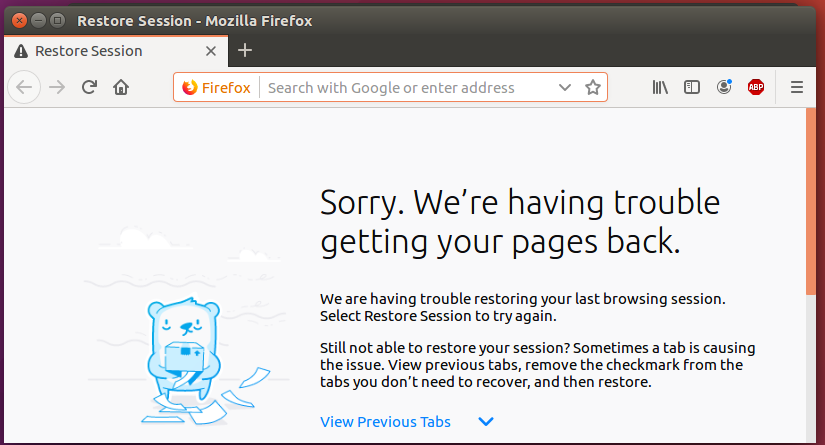 Restore Session - Mozilla Firefox
Restore Session
Firefox Search with Google or enter address
ABP
Sorry. We’re having trouble
getting your pages back.
We are having trouble restoring your last browsing session.
Select Restore Session to try again.
Still not able to restore your session? Sometimes a tab is causing
the issue. View previous tabs, remove the checkmark from the
tabs you don’t need to recover, and then restore.
View Previous Tabs